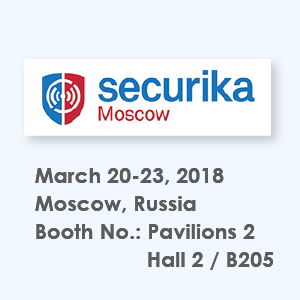 securika
Moscow
March 20-23, 2018
Moscow, Russia
Booth No.: Pavilions 2
Hall 2 / B205